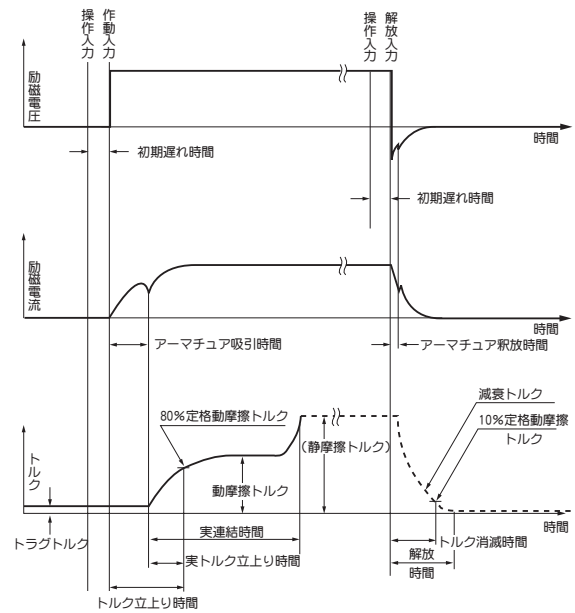 操作入力
作動入力
操作入力
解放入力
励磁電圧
時間
初期遅れ時間
初期遅れ時間
励磁電流
時間
アーマチュア吸引時間
アーマチュア釈放時間
減衰トルク
80%定格動摩擦トルク
10%定格動摩擦
トルク
(静摩擦トルク)
トルク
動摩擦トルク
時間
トラグトルク
実連結時間
トルク消滅時間
実トルク立上り時間
解放
時間
トルク立上り時間